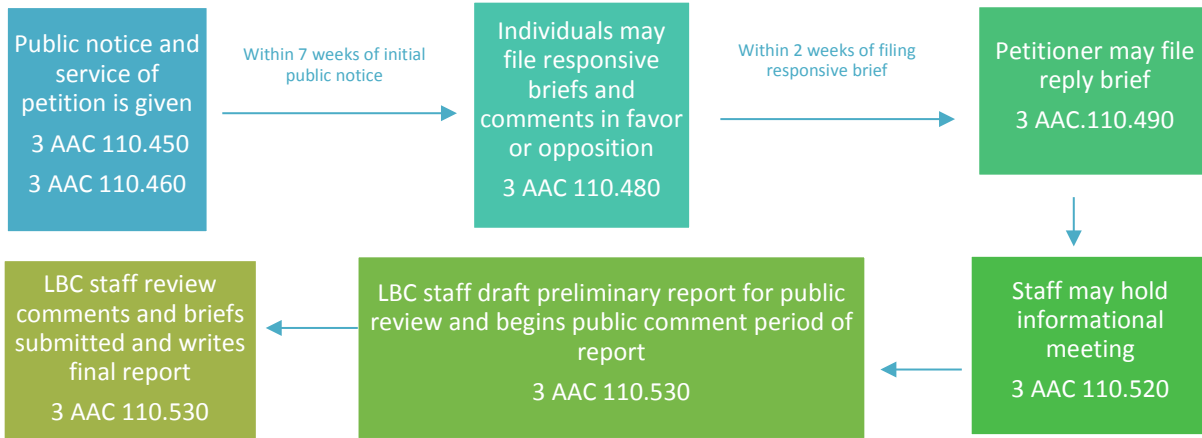 Public notice and
service of
petition is given
3 AAC 110.450
3 AAC 110.460
Within 7 weeks of initial
public notice
Individuals may
file responsive
briefs and
comments in favor
or opposition
3 AAC 110.480
Within 2 weeks of filing
responsive brief
Petitioner may file
reply brief
3 AAC.110.490
Staff may hold
informational
meeting
3 AAC 110.520
LBC staff draft preliminary report for public
review and begins public comment period of
report
3 AAC 110.530
LBC staff review
comments and briefs
submitted and writes
final report
3 AAC 110.530